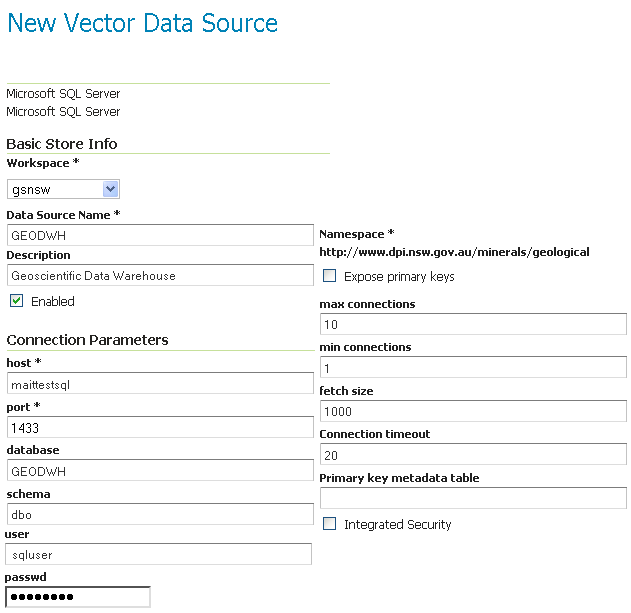 New Vector Data Source
Microsoft SQL Server
Microsoft SQL Server
Basic Store Info
Workspace *
gsnsw
Data Source Name *
GEODWH
Description
Geoscientific Data Warehouse
Enabled
Connection Parameters
host *
maittestsql
port *
1433
database
GEODWH
schema
dbo
user
sqluser
passwd
●●●●●●●●
Namespace *
http://www.dpi.nsw.gov.au/minerals/geological
Expose primary keys
max connections
10
min connections
1
fetch size
1000
Connection timeout
20
Primary key metadata table
Integrated Security